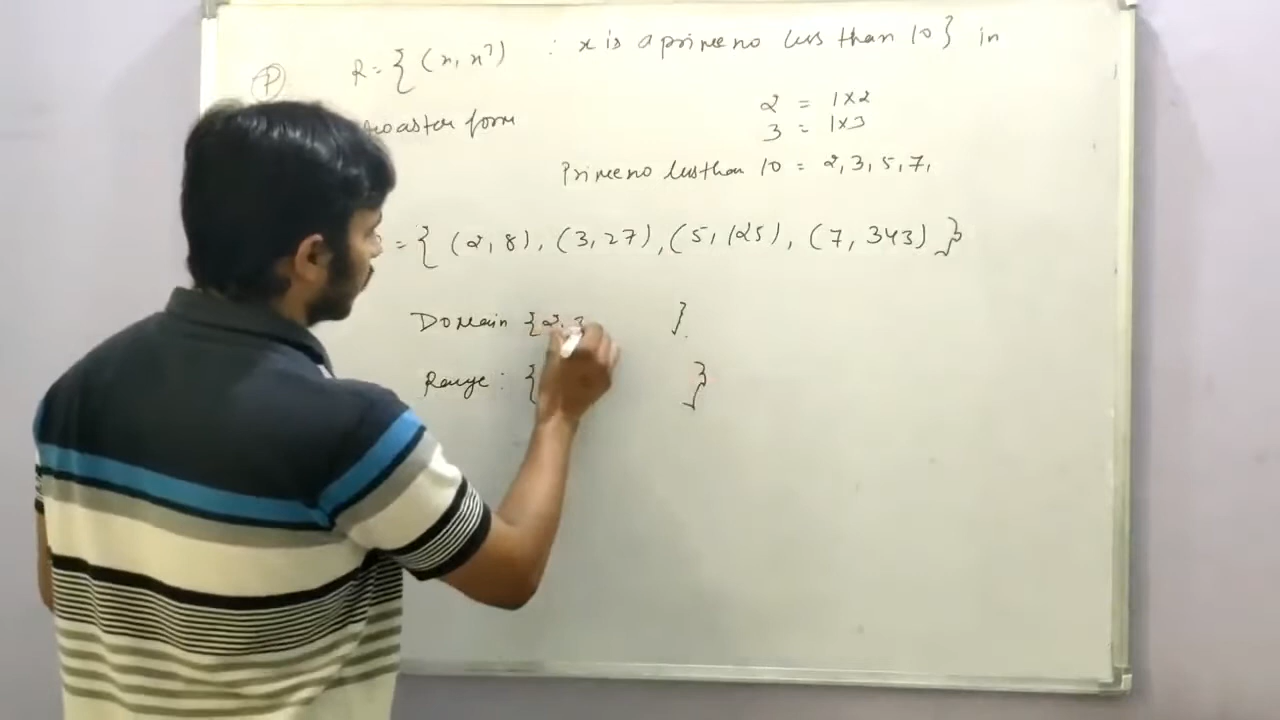 P R = { (x, x³) : x is a prime no less than 10 } in
roaster form
2 = 1×2
3 = 1×3
Prime no less than 10 = 2, 3, 5, 7,
= { (2, 8), (3, 27), (5, 125), (7, 343) }
Domain { 2, 3 }.
Range : { }